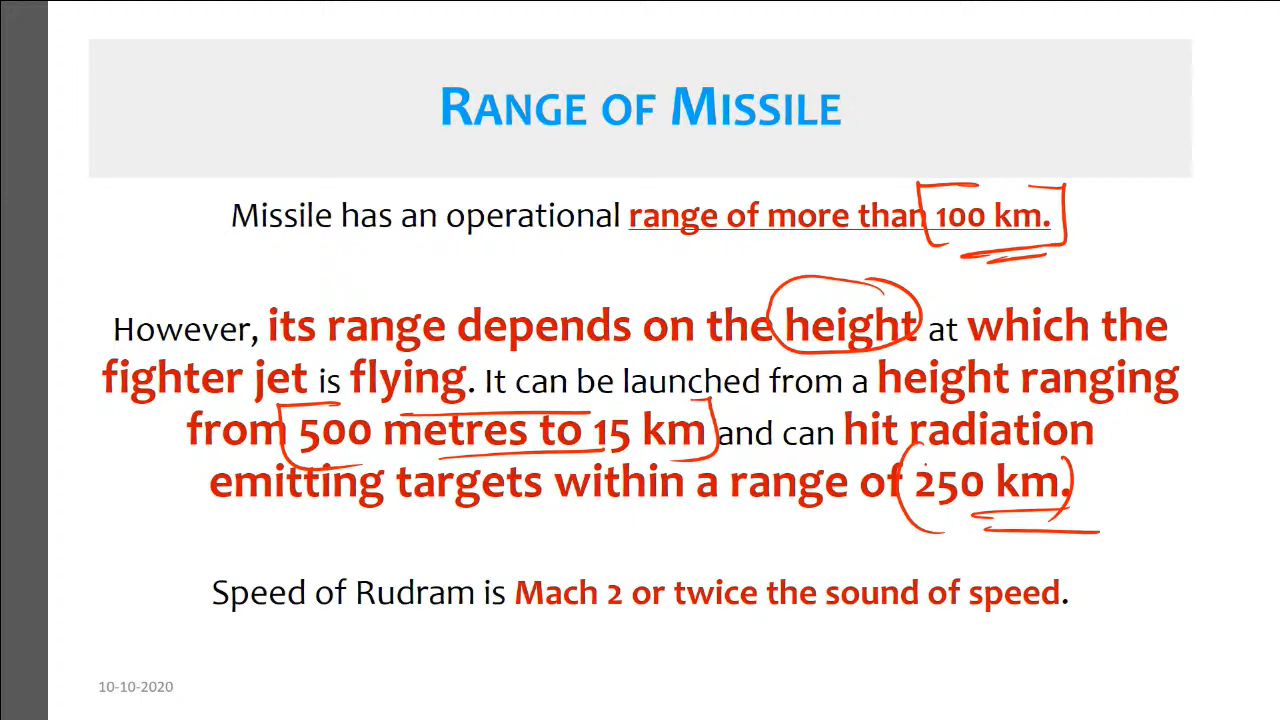 RANGE OF MISSILE
Missile has an operational range of more than 100 km.
However, its range depends on the height at which the
fighter jet is flying. It can be launched from a height ranging
from 500 metres to 15 km and can hit radiation
emitting targets within a range of 250 km.
Speed of Rudram is Mach 2 or twice the sound of speed.
10-10-2020